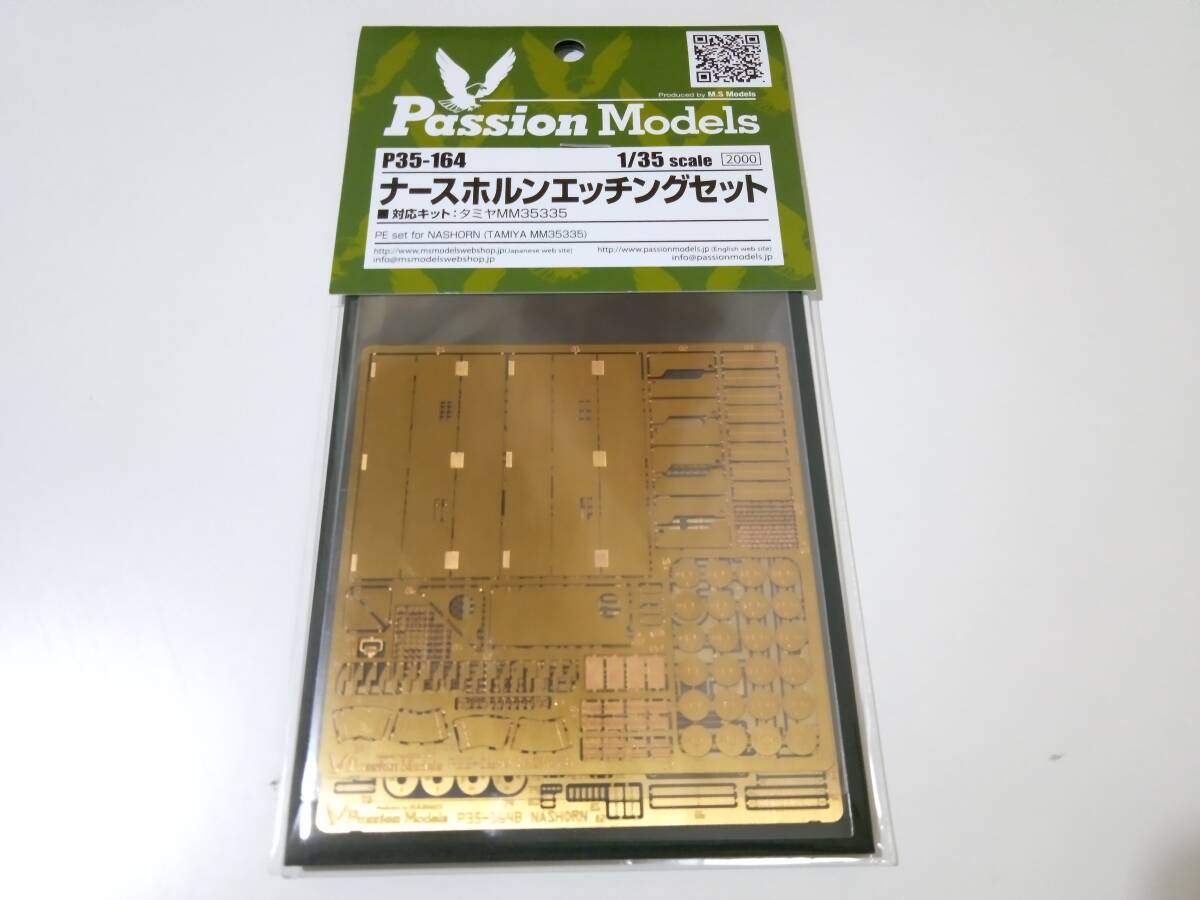 Produced by M.S Models
Passion Models
P35-164 1/35 scale 2000
ナースホルンエッチングセット
■ 対応キット：タミヤMM35335
PE set for NASHORN (TAMIYA MM35335)
http://www.msmodelswebshop.jp(Japanese web site) http://www.passionmodels.jp (English web site)
info@msmodelswebshop.jp info@passionmodels.jp
Passion Models P35-164B NASHORN